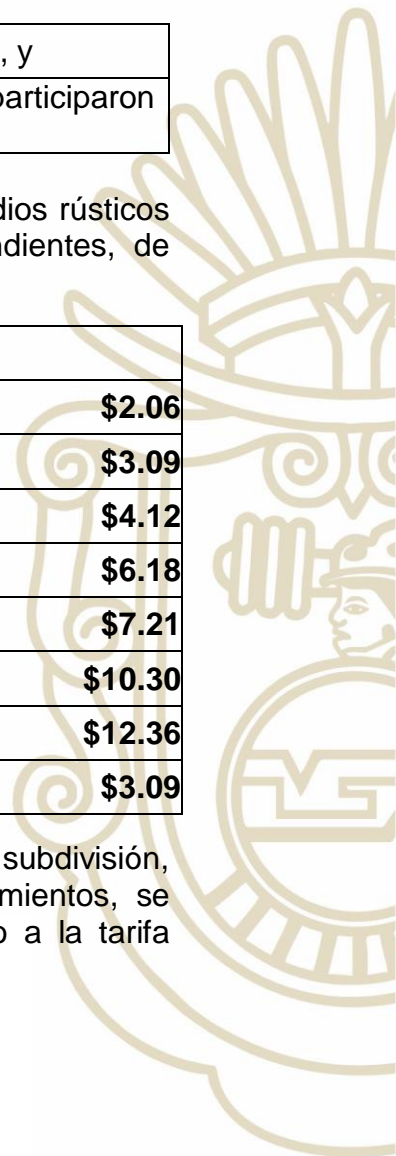 , y
participaron
dios rústicos
ndientes, de
$2.06
$3.09
$4.12
$6.18
$7.21
$10.30
$12.36
$3.09
subdivisión,
mientos, se
o a la tarifa